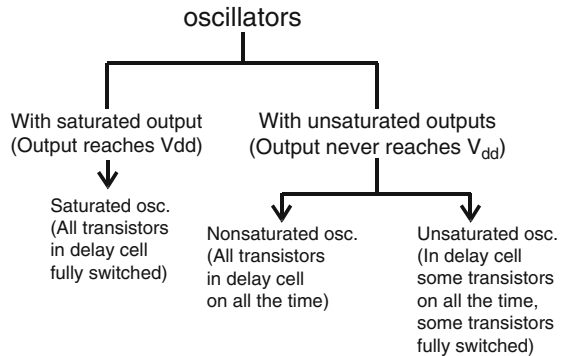 oscillators
With saturated output
(Output reaches Vdd)
With unsaturated outputs
(Output never reaches Vdd)
Saturated osc.
(All transistors
in delay cell
fully switched)
Nonsaturated osc.
(All transistors
in delay cell
on all the time)
Unsaturated osc.
(In delay cell
some transistors
on all the time,
some transistors
fully switched)